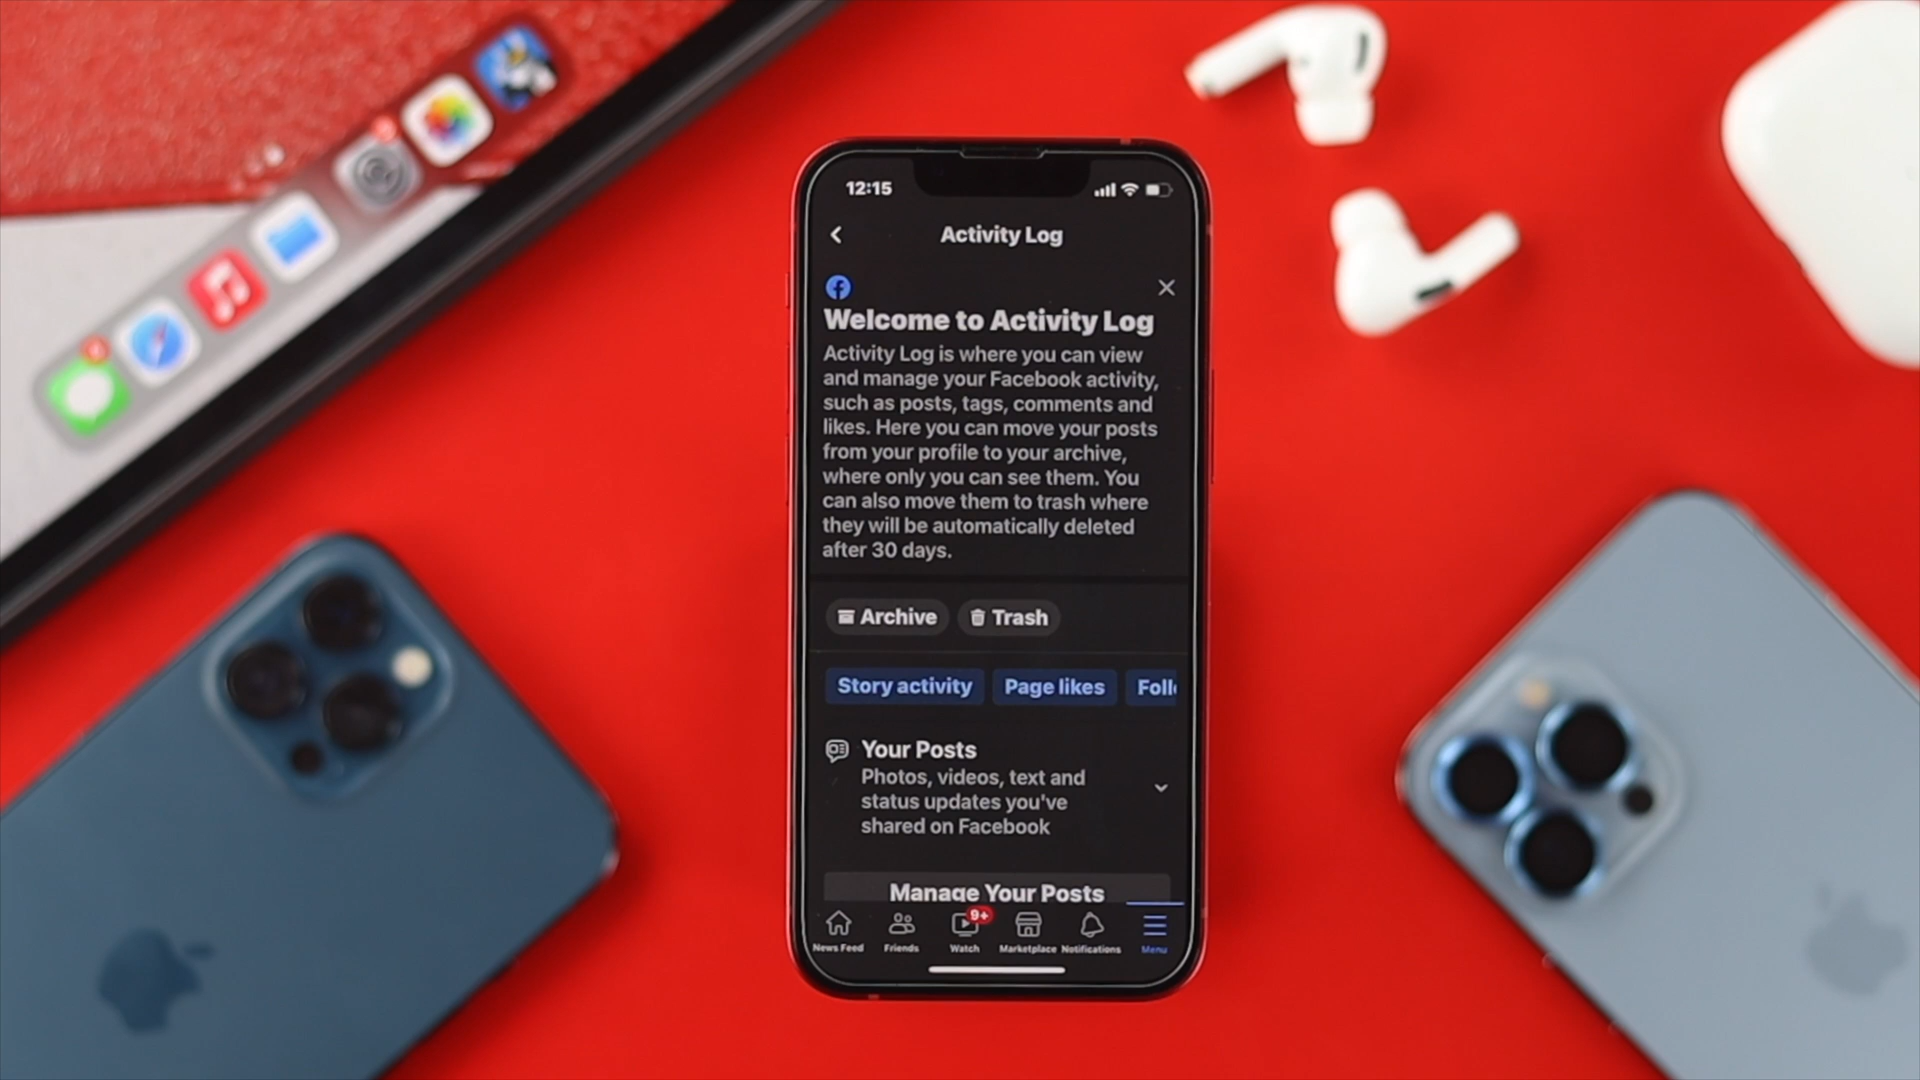 12:15
Activity Log
Welcome to Activity Log
Activity Log is where you can view
and manage your Facebook activity,
such as posts, tags, comments and
likes. Here you can move your posts
from your profile to your archive,
where only you can see them. You
can also move them to trash where
they will be automatically deleted
after 30 days.
Archive Trash
Story activity Page likes Foll
Your Posts
Photos, videos, text and
status updates you've
shared on Facebook
Manage Your Posts
9+
News Feed Friends Watch Marketplace Notifications Menu